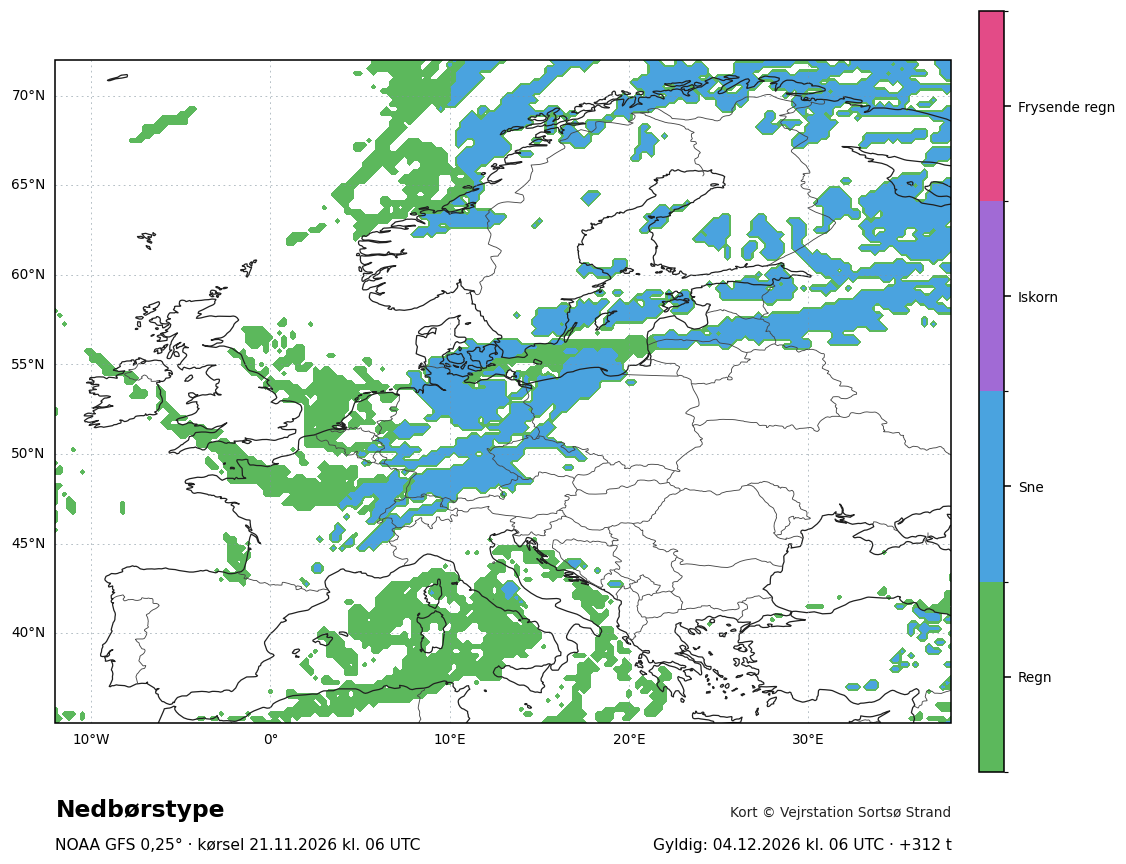 70°N
65°N
60°N
55°N
50°N
45°N
40°N
10°W
0°
10°E
20°E
30°E
Frysende regn
Iskorn
Sne
Regn
Nedbørstype
Kort © Vejrstation Sortsø Strand
NOAA GFS 0,25° · kørsel 21.11.2026 kl. 06 UTC
Gyldig: 04.12.2026 kl. 06 UTC · +312 t